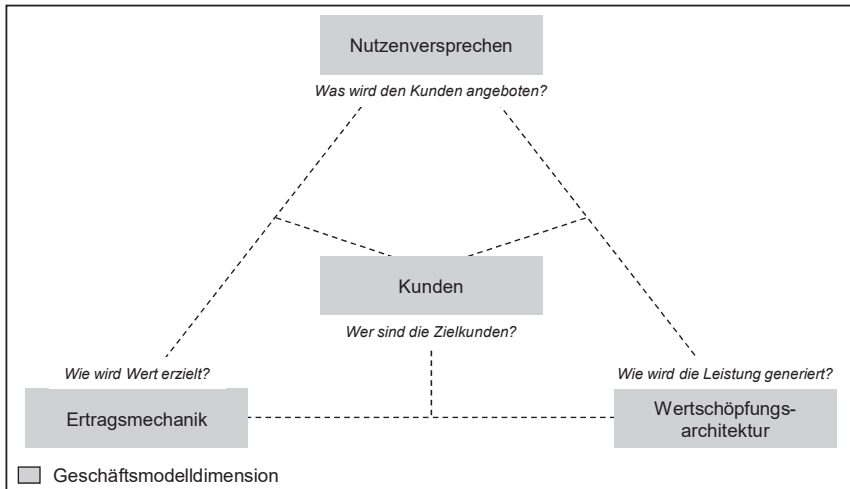 Nutzenversprechen
Was wird den Kunden angeboten?
Kunden
Wer sind die Zielkunden?
Wie wird Wert erzielt?
Ertragsmechanik
Wie wird die Leistung generiert?
Wertschöpfungs-
architektur
Geschäftsmodelldimension